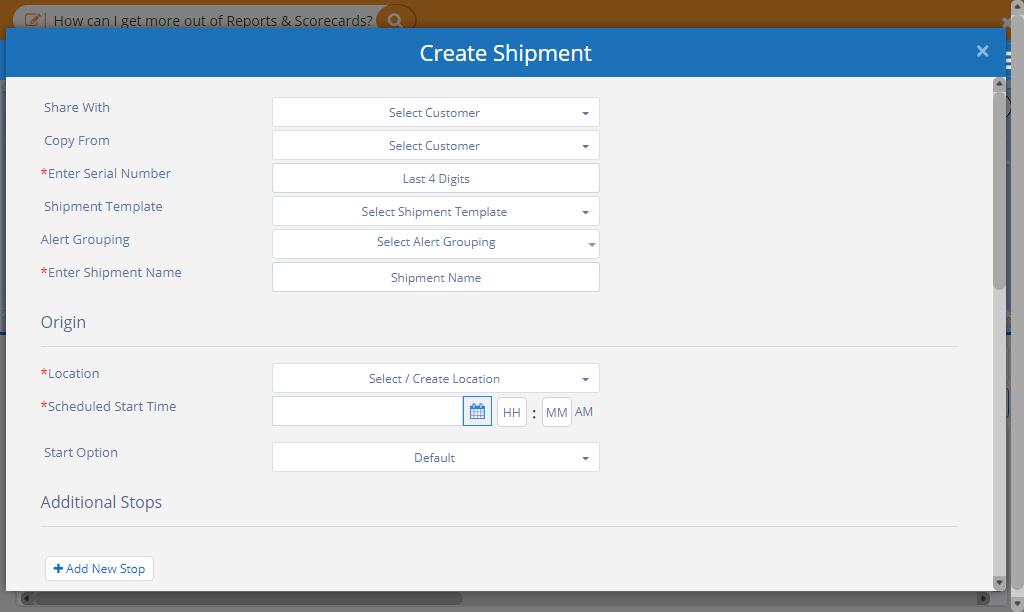 How can I get more out of Reports & Scorecards?
Create Shipment ×
Share With Select Customer
Copy From Select Customer
*Enter Serial Number Last 4 Digits
Shipment Template Select Shipment Template
Alert Grouping Select Alert Grouping
*Enter Shipment Name Shipment Name
Origin
*Location Select / Create Location
*Scheduled Start Time HH : MM AM
Start Option Default
Additional Stops
+ Add New Stop